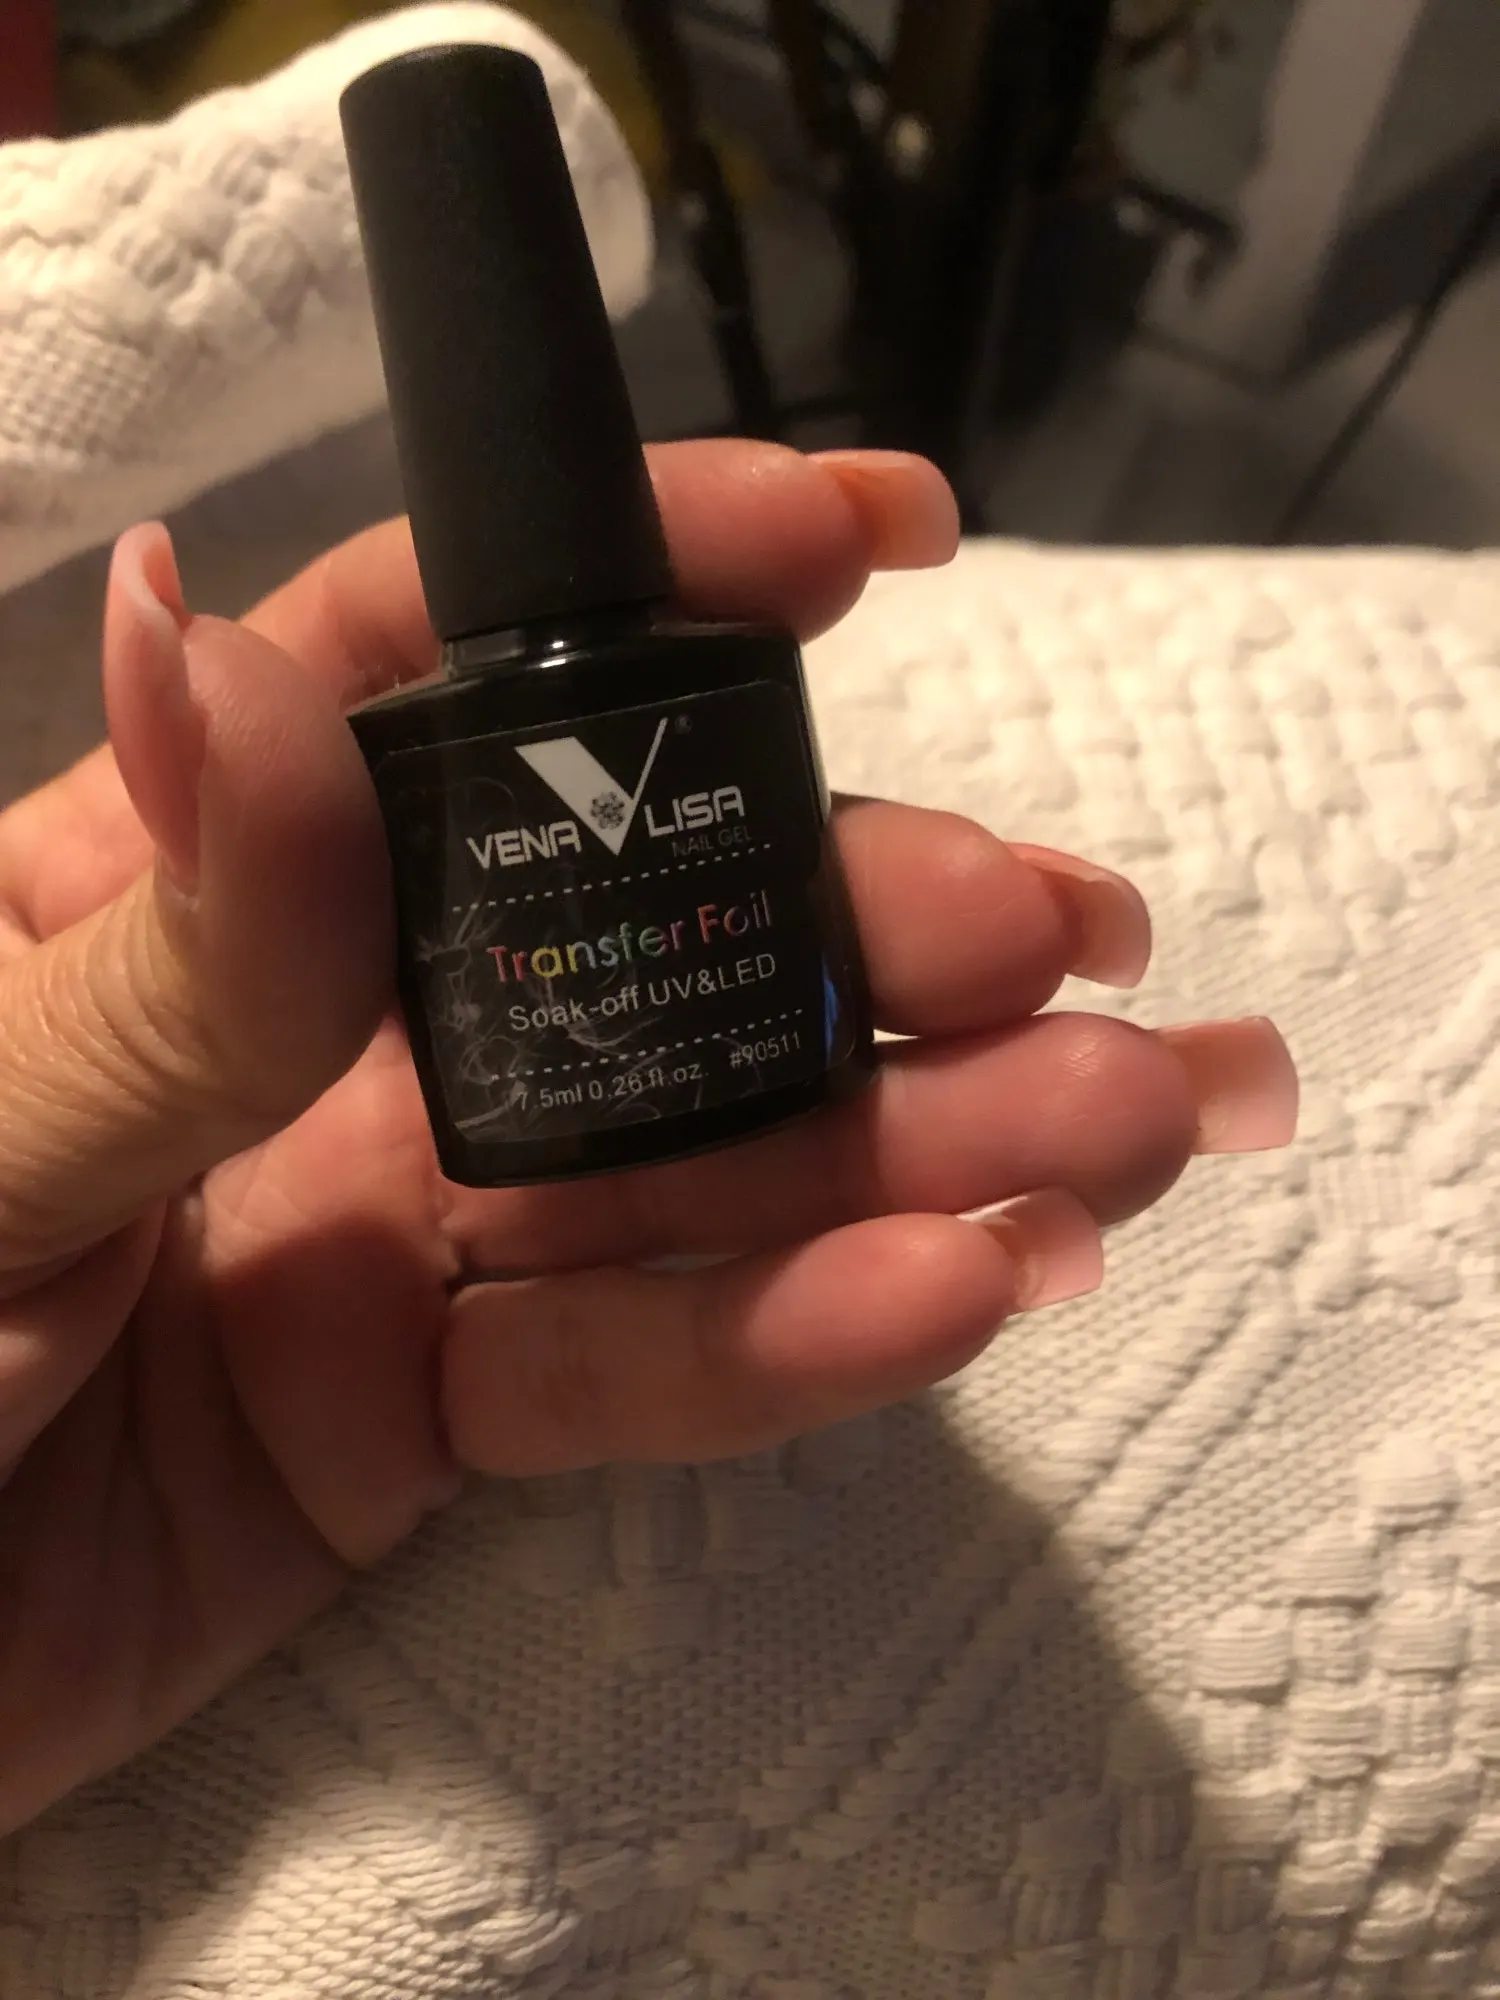 VENA LISA ®
NAIL GEL
Transfer Foil
Soak-off UV&LED
7.5ml 0.26 fl.oz. #90511